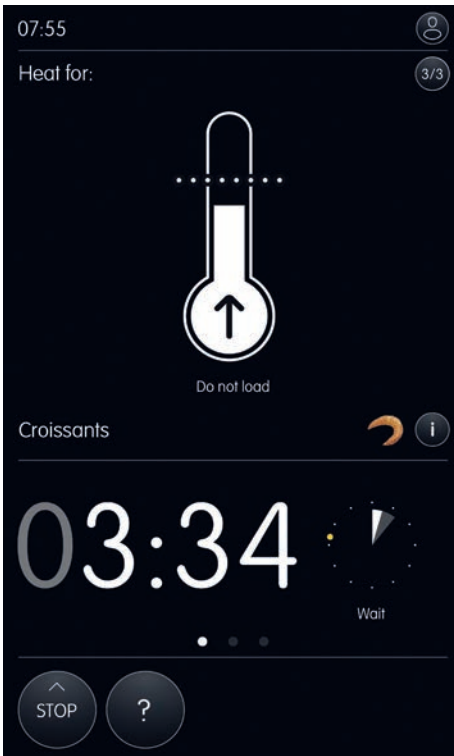 07:55
Heat for:
3/3
Do not load
Croissants
i
03:34
Wait
STOP
?